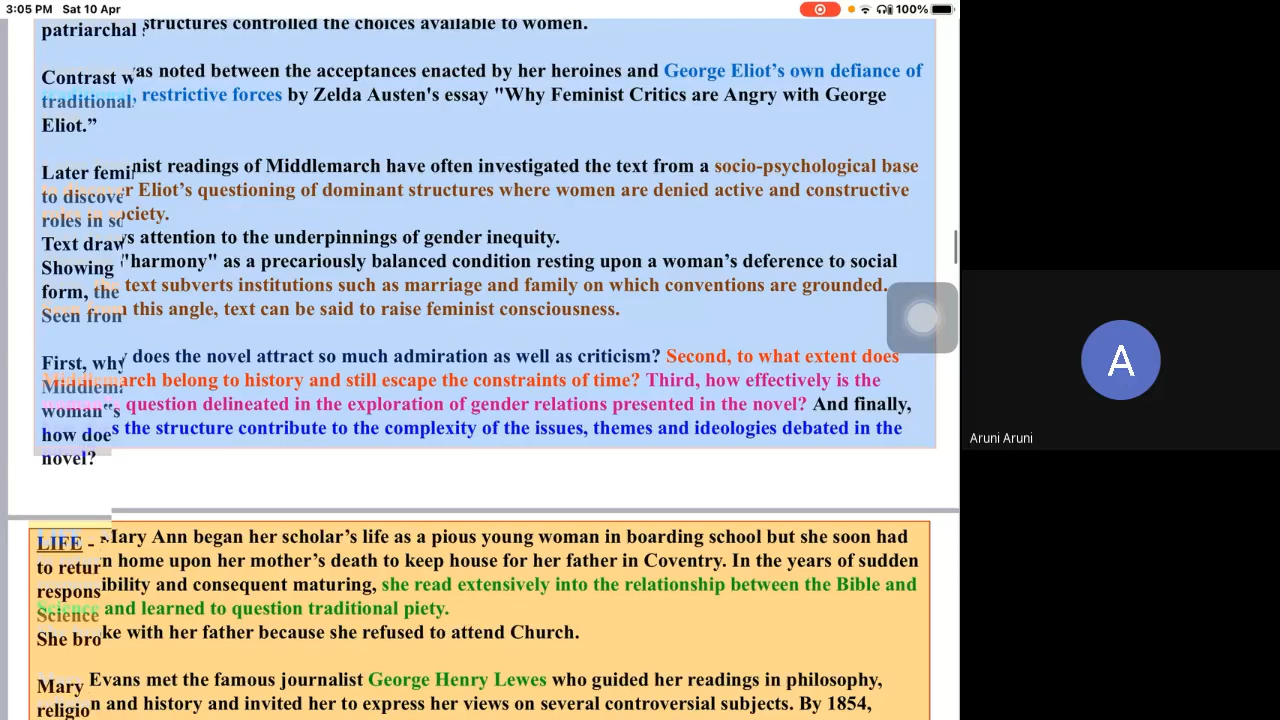 3:05 PM Sat 10 Apr
100%
patriarchal structures controlled the choices available to women.
Contrast was noted between the acceptances enacted by her heroines and George Eliot’s own defiance of
traditional, restrictive forces by Zelda Austen's essay "Why Feminist Critics are Angry with George
Eliot.”
Later feminist readings of Middlemarch have often investigated the text from a socio-psychological base
to discover Eliot’s questioning of dominant structures where women are denied active and constructive
roles in society.
Text draws attention to the underpinnings of gender inequity.
Showing "harmony" as a precariously balanced condition resting upon a woman’s deference to social
form, the text subverts institutions such as marriage and family on which conventions are grounded.
Seen from this angle, text can be said to raise feminist consciousness.
First, why does the novel attract so much admiration as well as criticism? Second, to what extent does
Middlemarch belong to history and still escape the constraints of time? Third, how effectively is the
woman‟s question delineated in the exploration of gender relations presented in the novel? And finally,
how does the structure contribute to the complexity of the issues, themes and ideologies debated in the
novel?
LIFE - Mary Ann began her scholar’s life as a pious young woman in boarding school but she soon had
to return home upon her mother’s death to keep house for her father in Coventry. In the years of sudden
responsibility and consequent maturing, she read extensively into the relationship between the Bible and
Science and learned to question traditional piety.
She broke with her father because she refused to attend Church.
Mary Evans met the famous journalist George Henry Lewes who guided her readings in philosophy,
religion and history and invited her to express her views on several controversial subjects. By 1854,
A
Aruni Aruni